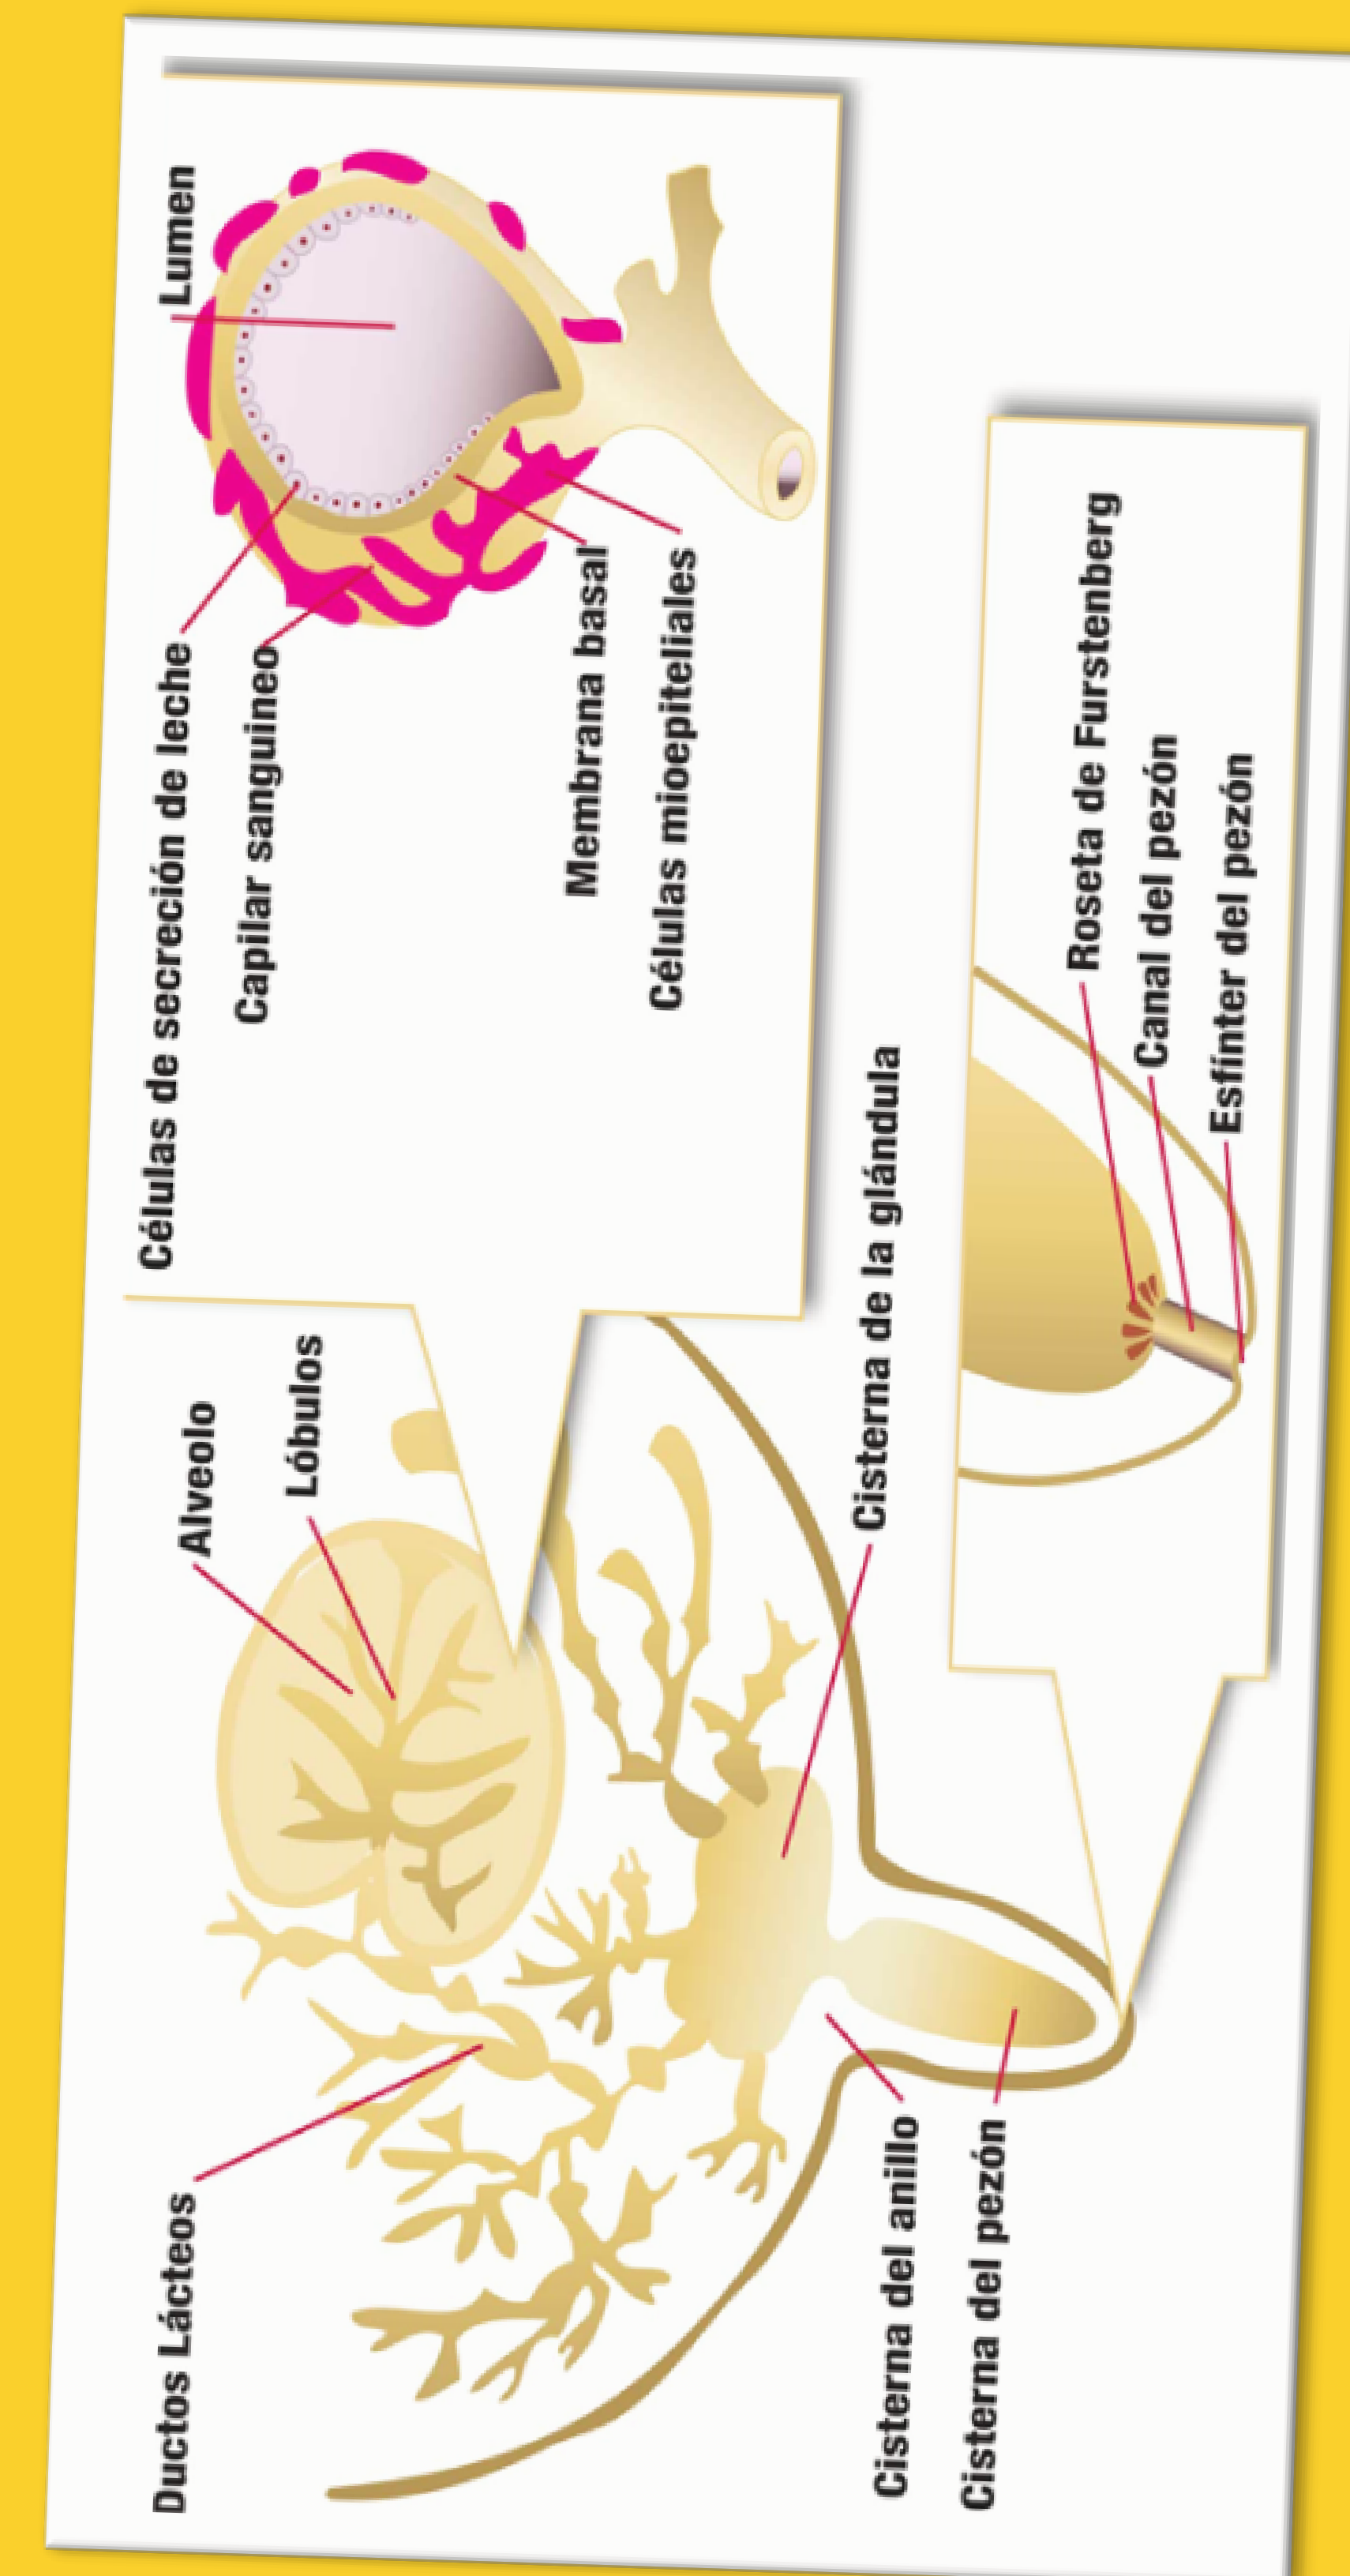 Ductos Lácteos
Alveolo
Lóbulos
Células de secreción de leche
Lumen
Capilar sanguineo
Membrana basal
Células mioepiteliales
Cisterna de la glándula
Cisterna del anillo
Cisterna del pezón
Roseta de Furstenberg
Canal del pezón
Esfínter del pezón